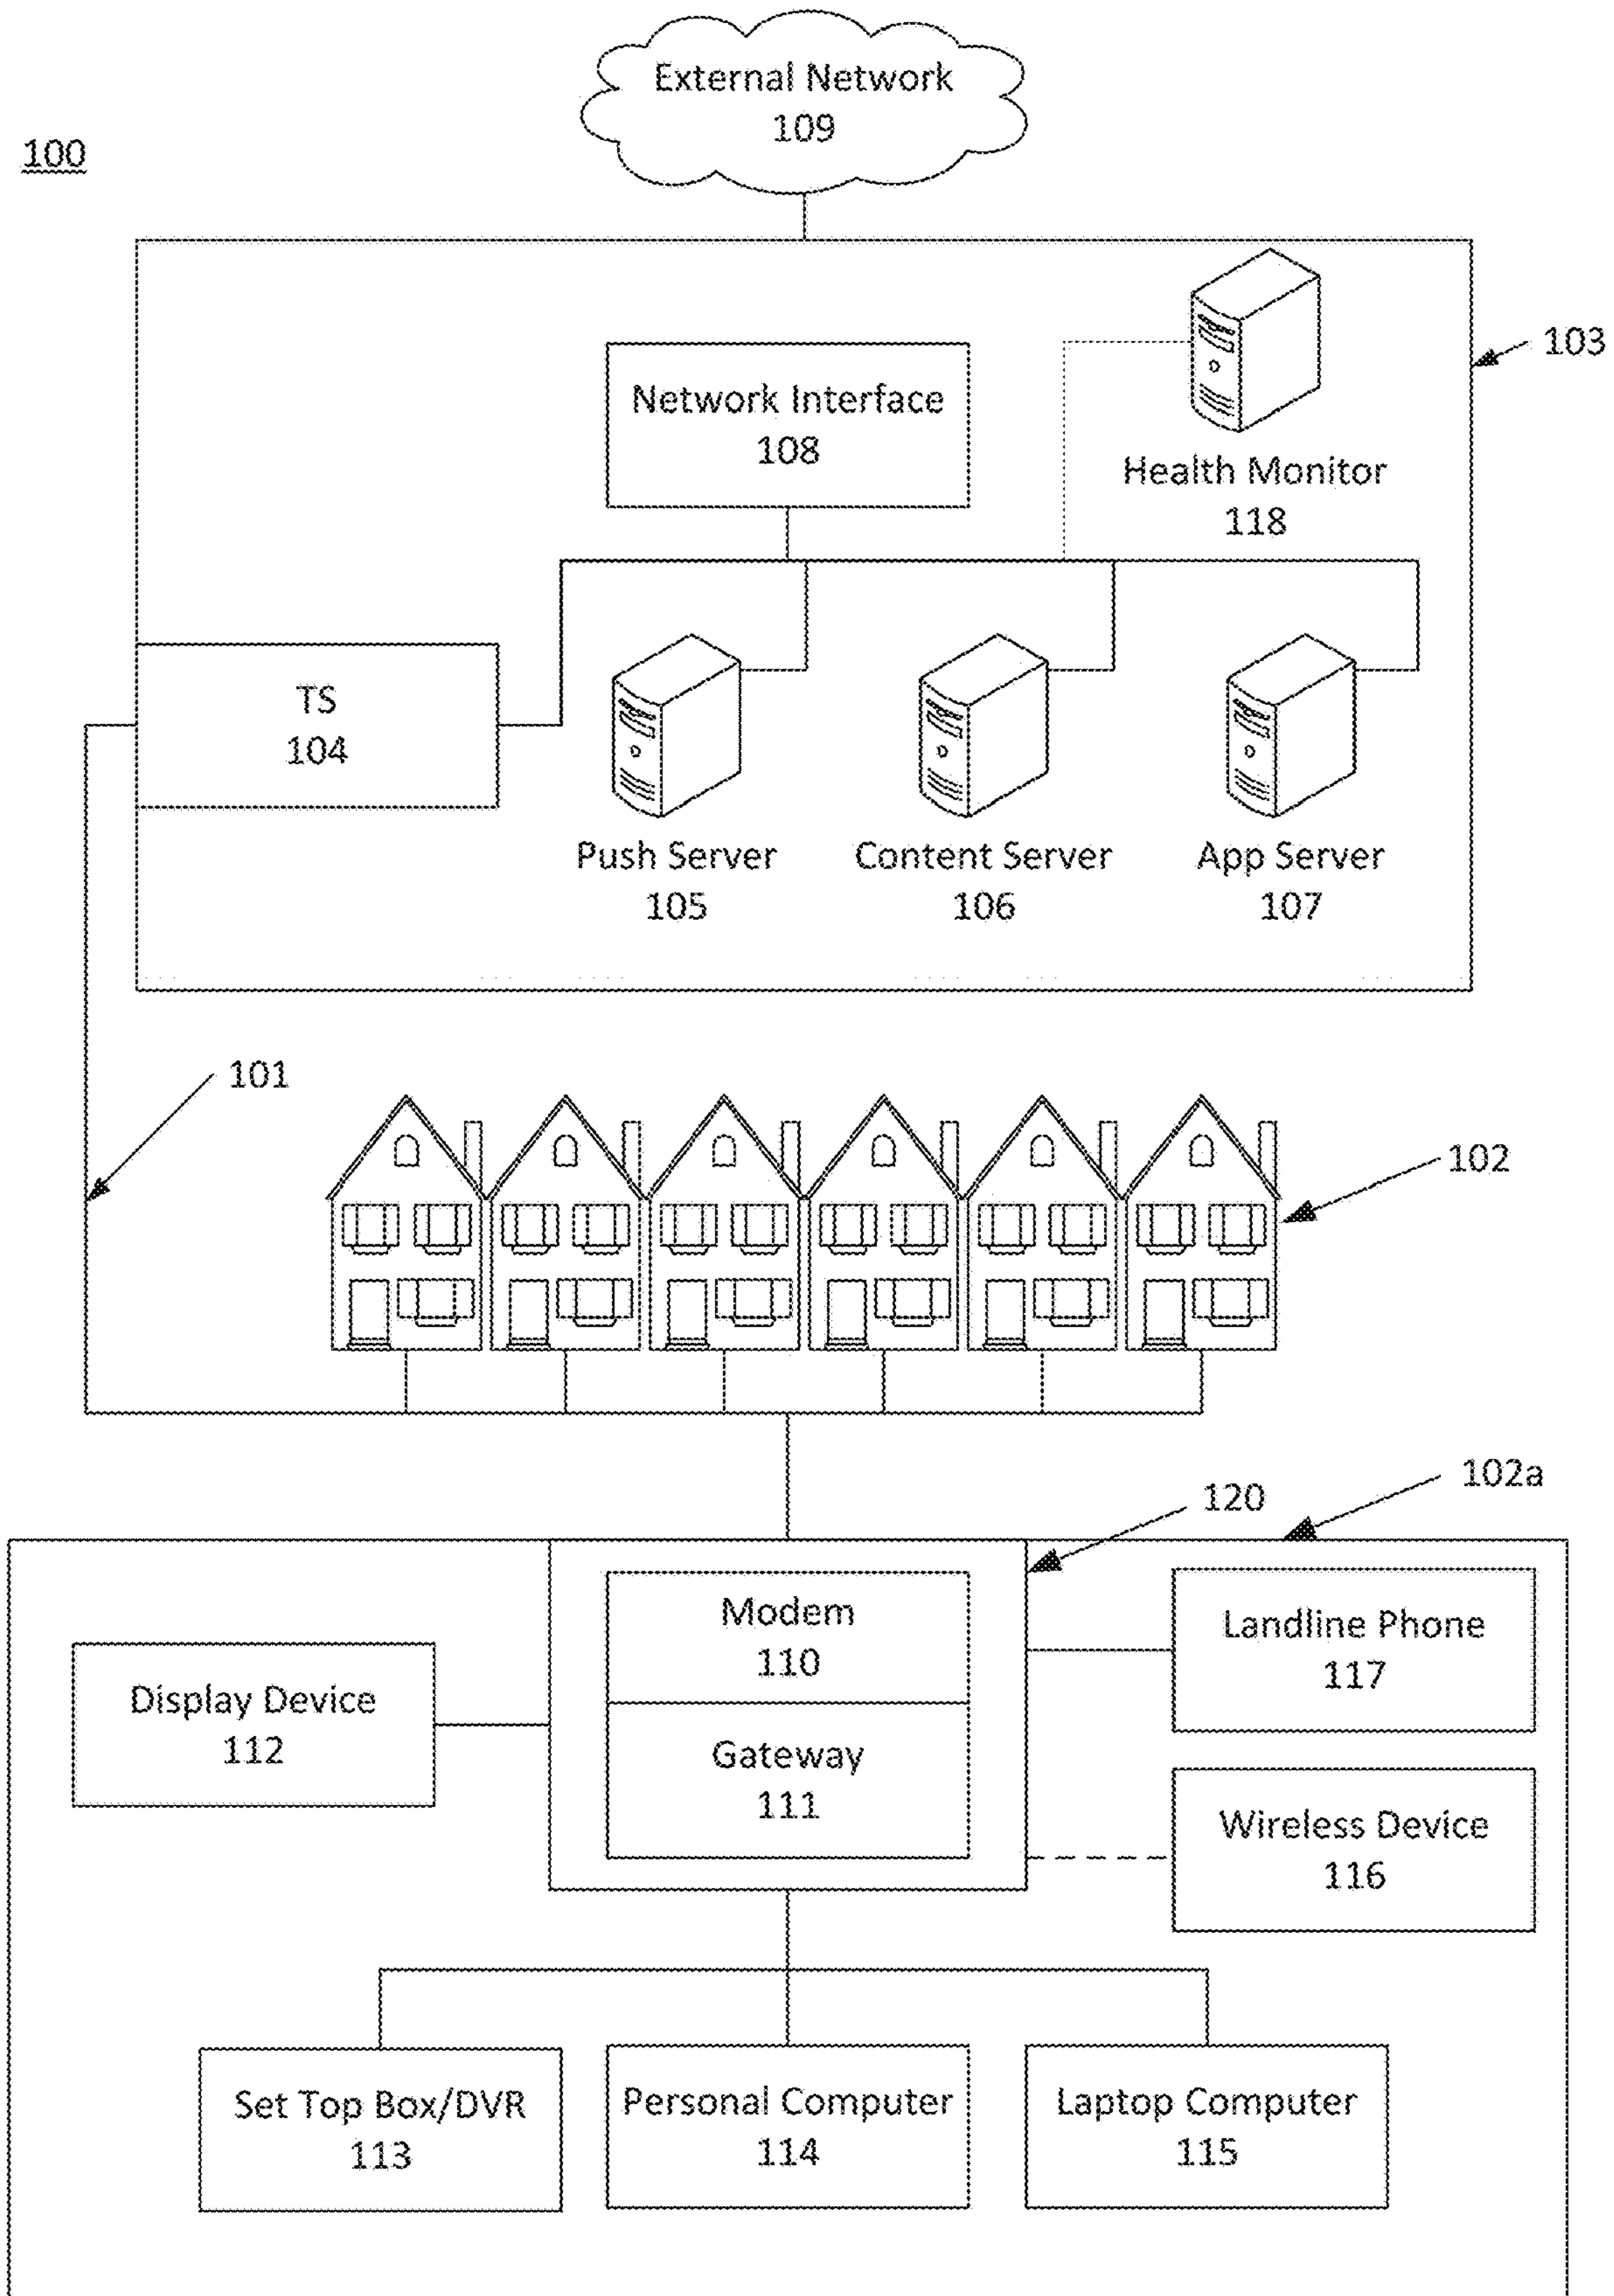 External Network
109
100
103
Network Interface
108
Health Monitor
118
TS
104
Push Server
105
Content Server
106
App Server
107
101
102
102a
120
Modem
110
Landline Phone
117
Display Device
112
Gateway
111
Wireless Device
116
Set Top Box/DVR
113
Personal Computer
114
Laptop Computer
115